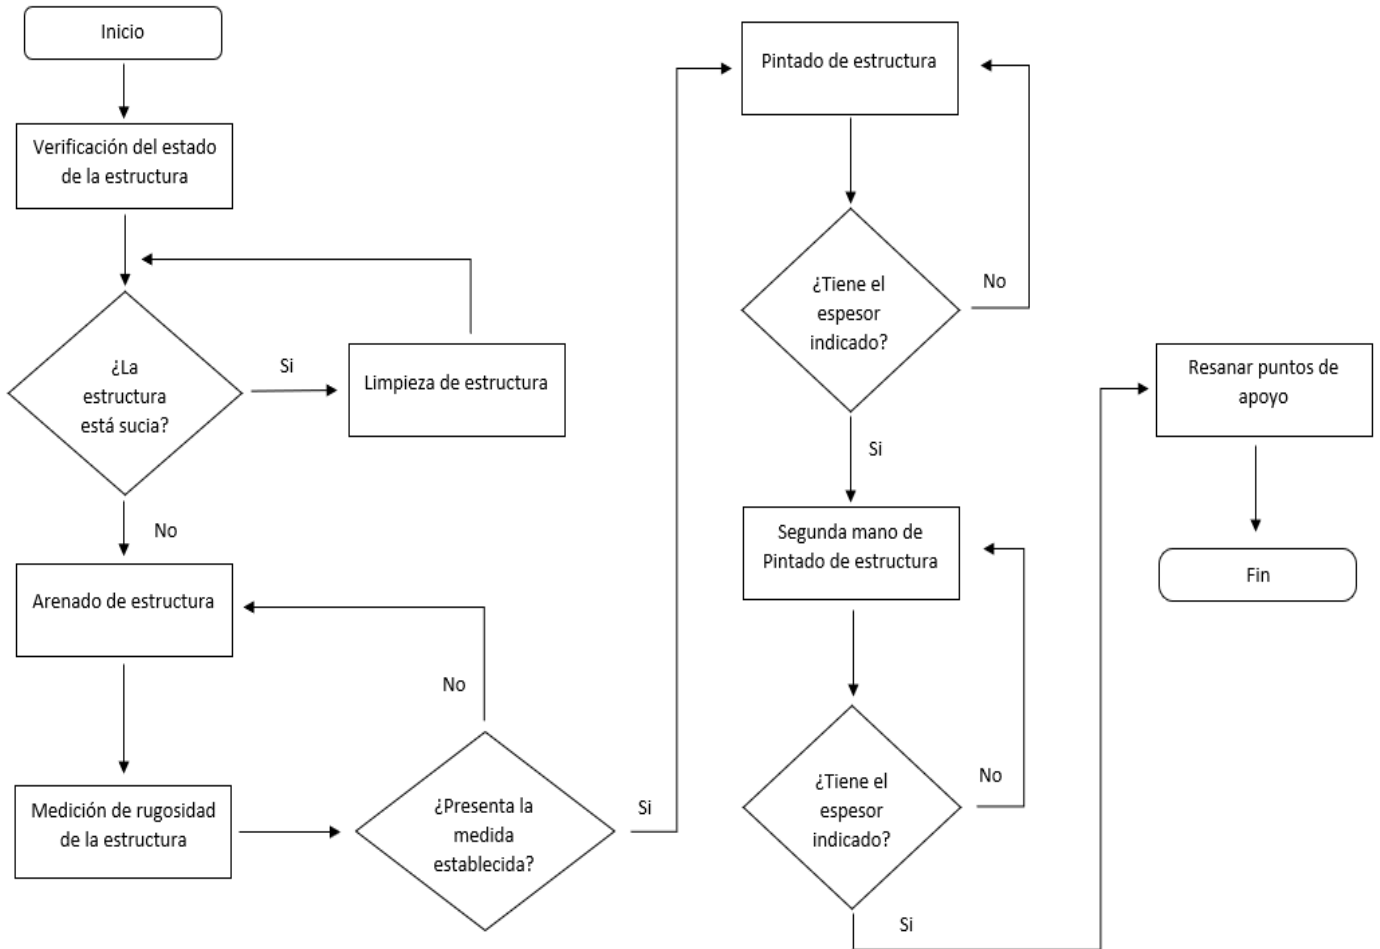 Inicio
Verificación del estado
de la estructura
¿La
estructura
está sucia?
Si
Limpieza de estructura
No
Arenado de estructura
No
Medición de rugosidad
de la estructura
¿Presenta la
medida
establecida?
Si
Pintado de estructura
¿Tiene el
espesor
indicado?
No
Si
Segunda mano de
Pintado de estructura
¿Tiene el
espesor
indicado?
No
Si
Resanar puntos de
apoyo
Fin